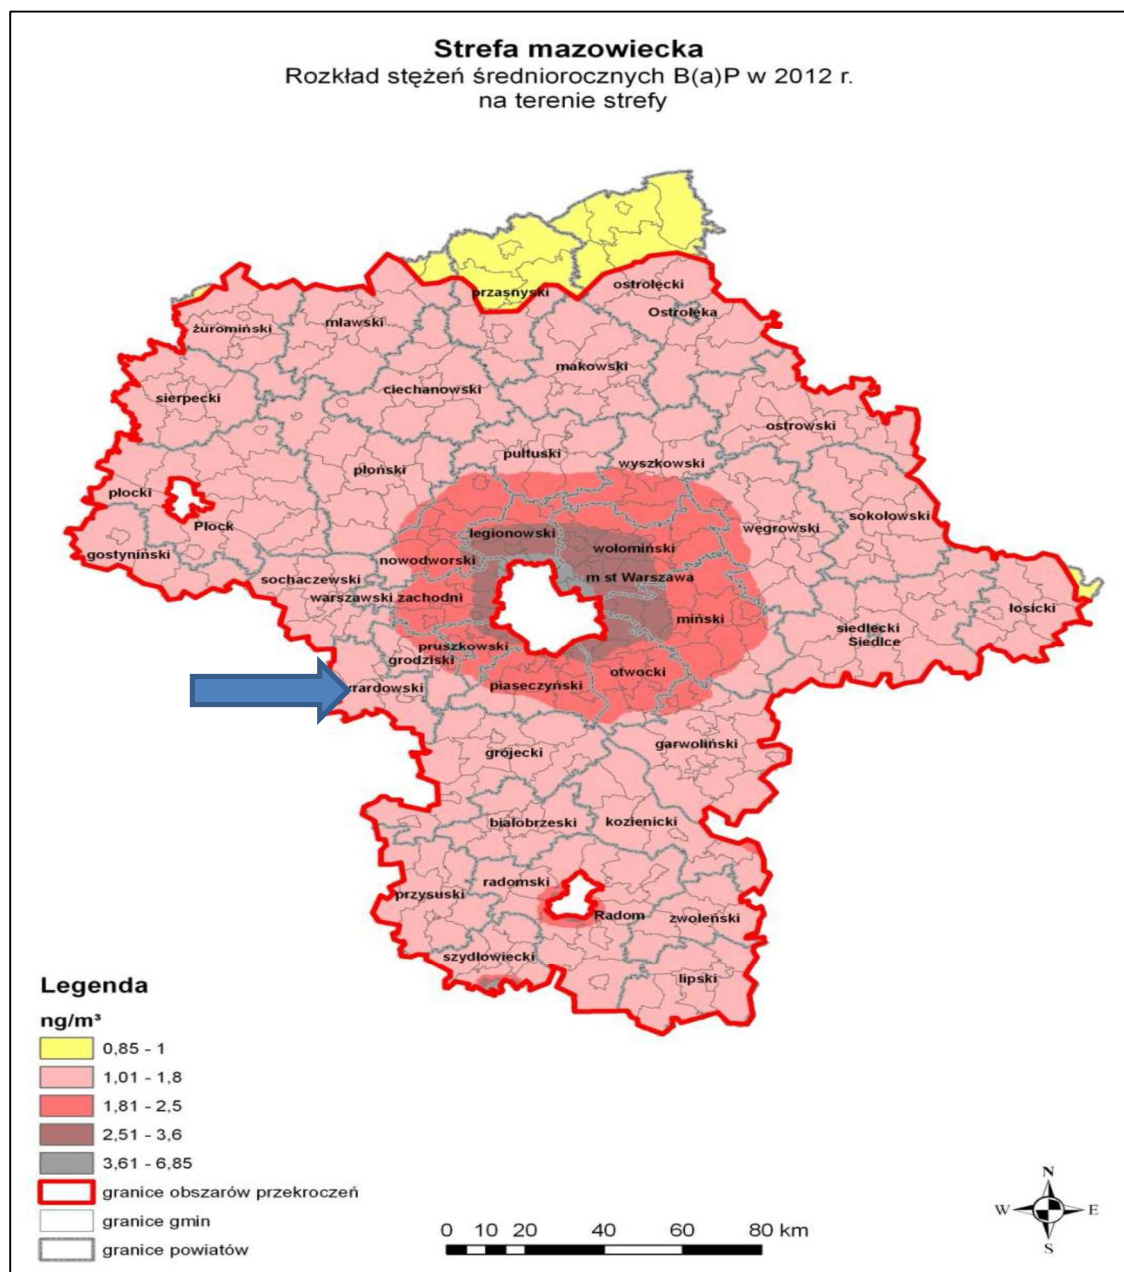 Strefa mazowiecka
Rozkład stężeń średniorocznych B(a)P w 2012 r.
na terenie strefy
przasnyski
ostrołęcki
Ostrołęka
żuromiński
mławski
makowski
ciechanowski
sierpecki
ostrowski
pułtuski
wyszkowski
płoński
płocki
Płock
sokołowski
węgrowski
legionowski
wołomiński
gostyniński
nowodworski
sochaczewski
m st Warszawa
warszawski zachodni
łosicki
miński
siedlecki
Siedlce
pruszkowski
grodziski
otwocki
rardowski
piaseczyński
grójecki
garwoliński
białobrzeski
kozienicki
radomski
przysuski
Radom
zwoleński
szydłowiecki
lipski
Legenda
ng/m³
0,85 - 1
1,01 - 1,8
1,81 - 2,5
2,51 - 3,6
3,61 - 6,85
granice obszarów przekroczeń
granice gmin
granice powiatów
0 10 20 40 60 80 km
N
W E
S